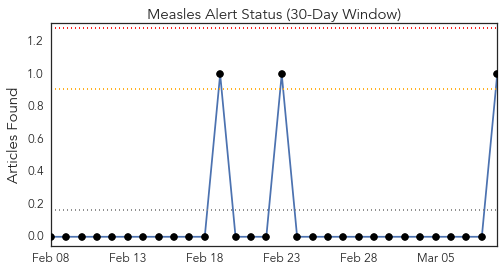 Measles Alert Status (30-Day Window)
Articles Found
1.2
1.0
0.8
0.6
0.4
0.2
0.0
Feb 08 Feb 13 Feb 18 Feb 23 Feb 28 Mar 05